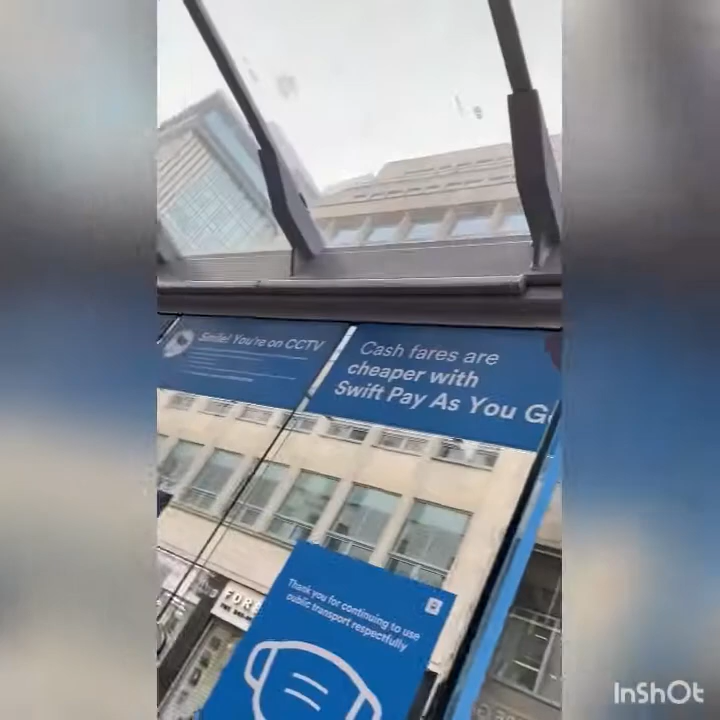 Smile! You're on CCTV
Cash fares are
cheaper with
Swift Pay As You G
Thank you for continuing to use
public transport respectfully
FORB
InShOt